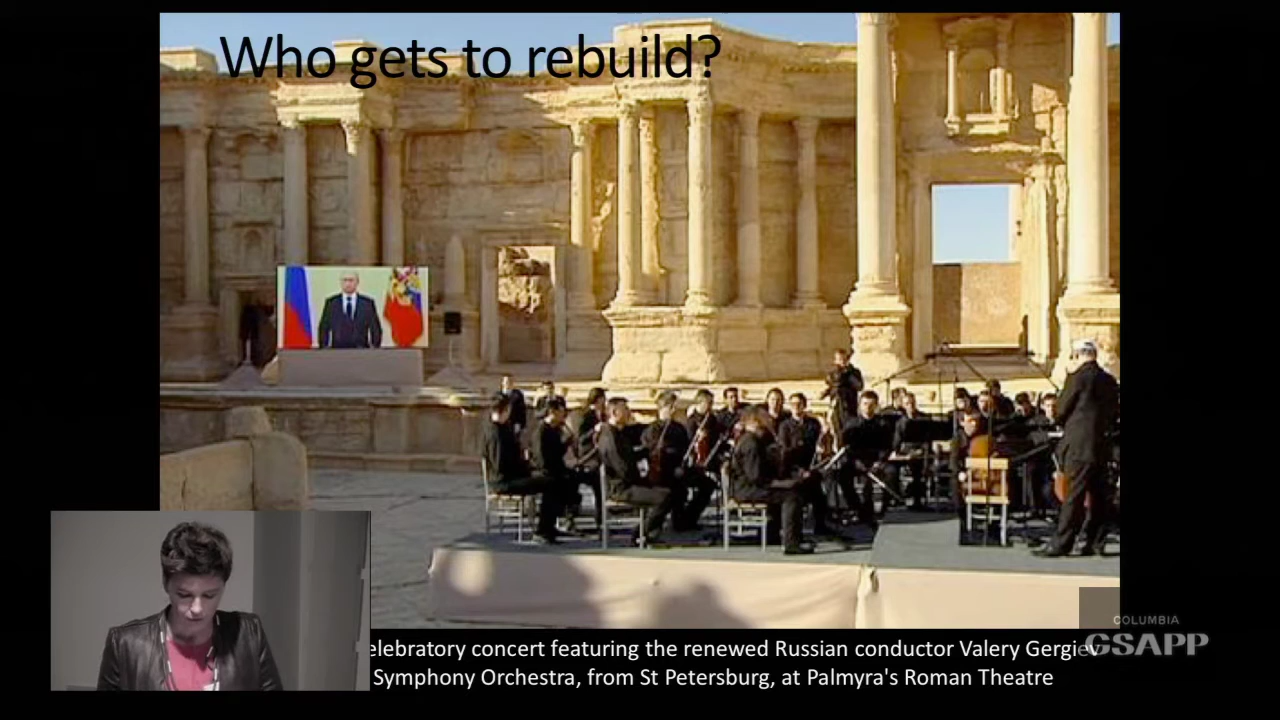 Who gets to rebuild?
COLUMBIA
GSAPP
elebratory concert featuring the renewed Russian conductor Valery Gergiev
Symphony Orchestra, from St Petersburg, at Palmyra's Roman Theatre